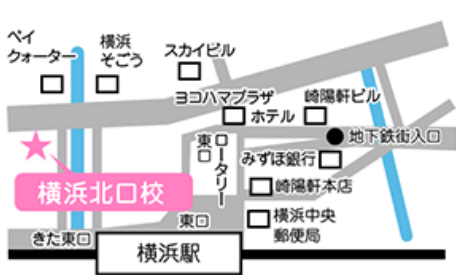 ベイ
クォーター
横浜
そごう
スカイビル
ヨコハマプラザ
ホテル
崎陽軒ビル
地下鉄街入口
東口
ロータリー
みずほ銀行
崎陽軒本店
横浜北口校
東口
横浜中央
郵便局
きた東口
横浜駅